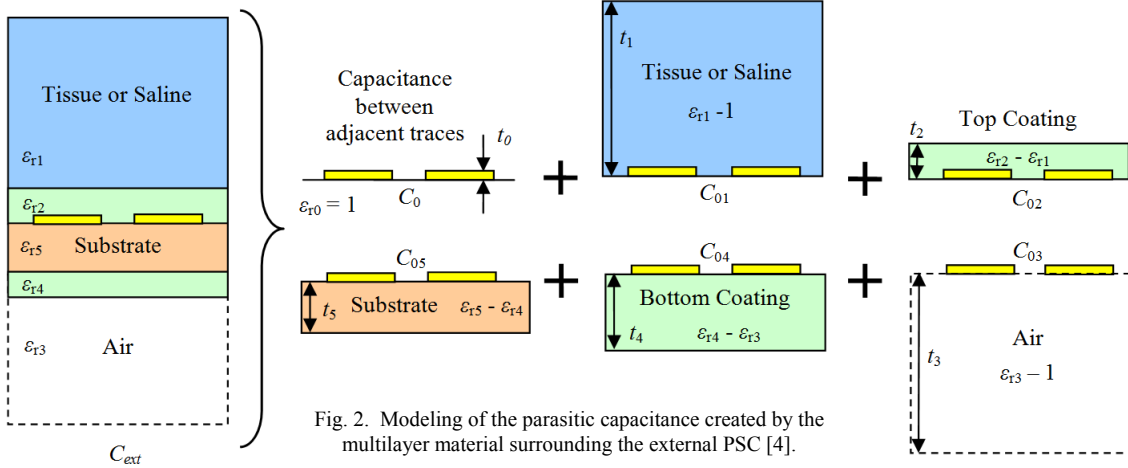 Tissue or Saline
εr1
εr2
εr5
Substrate
εr4
εr3
Air
Cext
Capacitance
between
adjacent traces
t0
εr0 = 1
C0
+
t1
Tissue or Saline
εr1 -1
C01
+
t2
Top Coating
εr2 - εr1
C02
C05
t5
Substrate
εr5 - εr4
+
C04
Bottom Coating
t4
εr4 - εr3
+
C03
t3
Air
εr3 – 1
Fig. 2. Modeling of the parasitic capacitance created by the
multilayer material surrounding the external PSC [4].